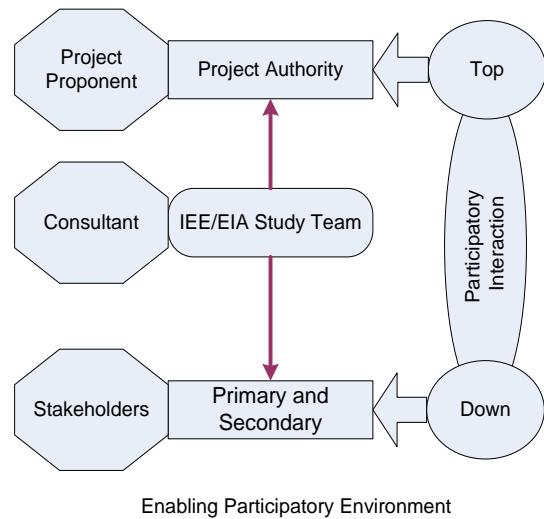 Project
Proponent
Project Authority
Top
Consultant
IEE/EIA Study Team
Participatory
Interaction
Stakeholders
Primary and
Secondary
Down
Enabling Participatory Environment